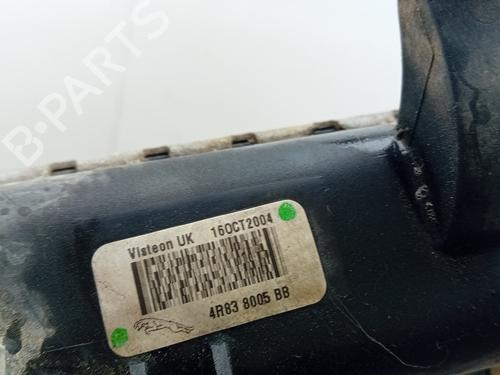 B-PARTS
Visteon UK 16OCT2004
4R83 8005 BB